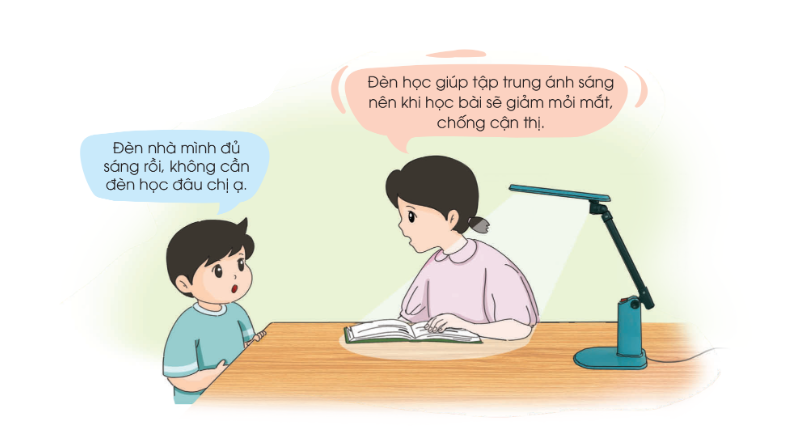 Đèn nhà mình đủ
sáng rồi, không cần
đèn học đâu chị ạ.
Đèn học giúp tập trung ánh sáng
nên khi học bài sẽ giảm mỏi mắt,
chống cận thị.